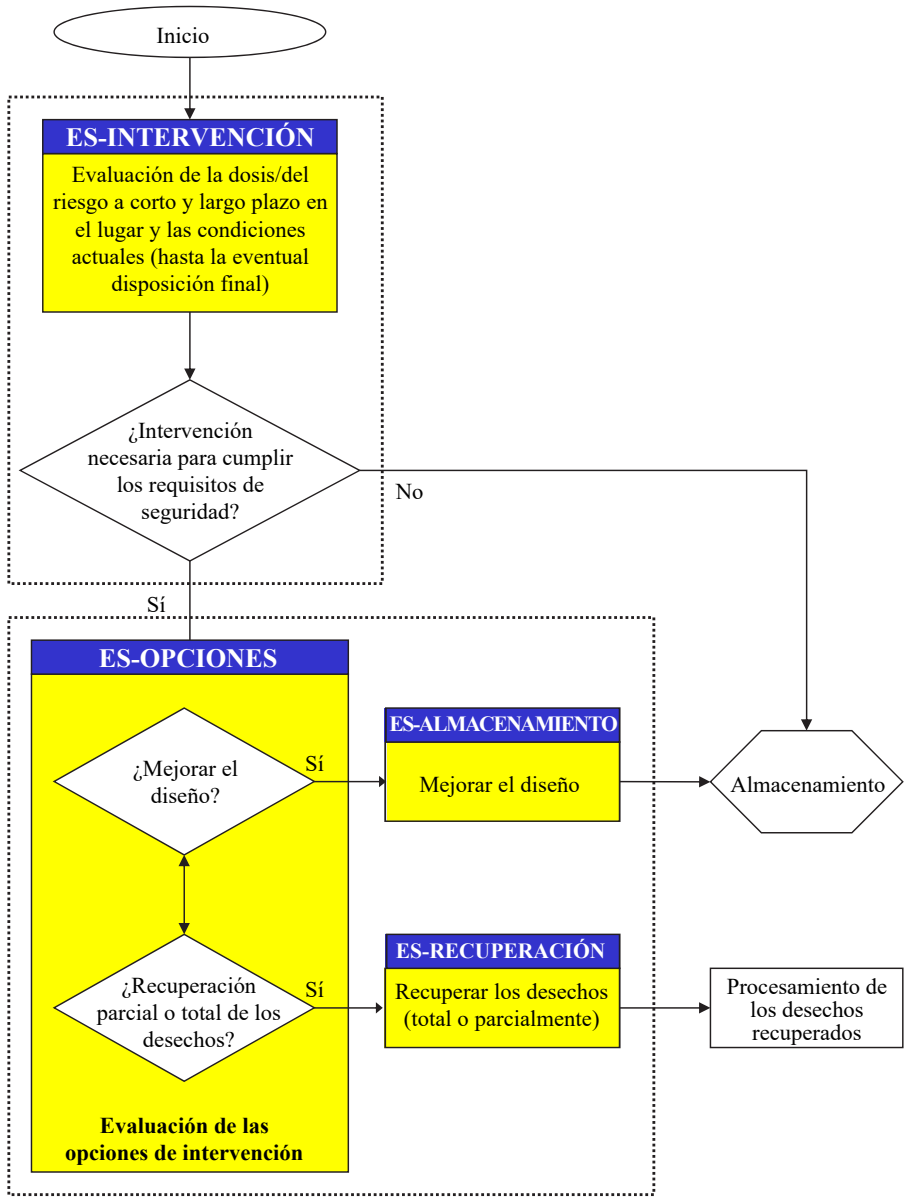 Inicio
ES-INTERVENCIÓN
Evaluación de la dosis/del
riesgo a corto y largo plazo en
el lugar y las condiciones
actuales (hasta la eventual
disposición final)
¿Intervención
necesaria para cumplir
los requisitos de
seguridad?
No
Sí
ES-OPCIONES
¿Mejorar el
diseño?
Sí
ES-ALMACENAMIENTO
Mejorar el diseño
Almacenamiento
¿Recuperación
parcial o total de los
desechos?
Sí
ES-RECUPERACIÓN
Recuperar los desechos
(total o parcialmente)
Procesamiento de
los desechos
recuperados
Evaluación de las
opciones de intervención